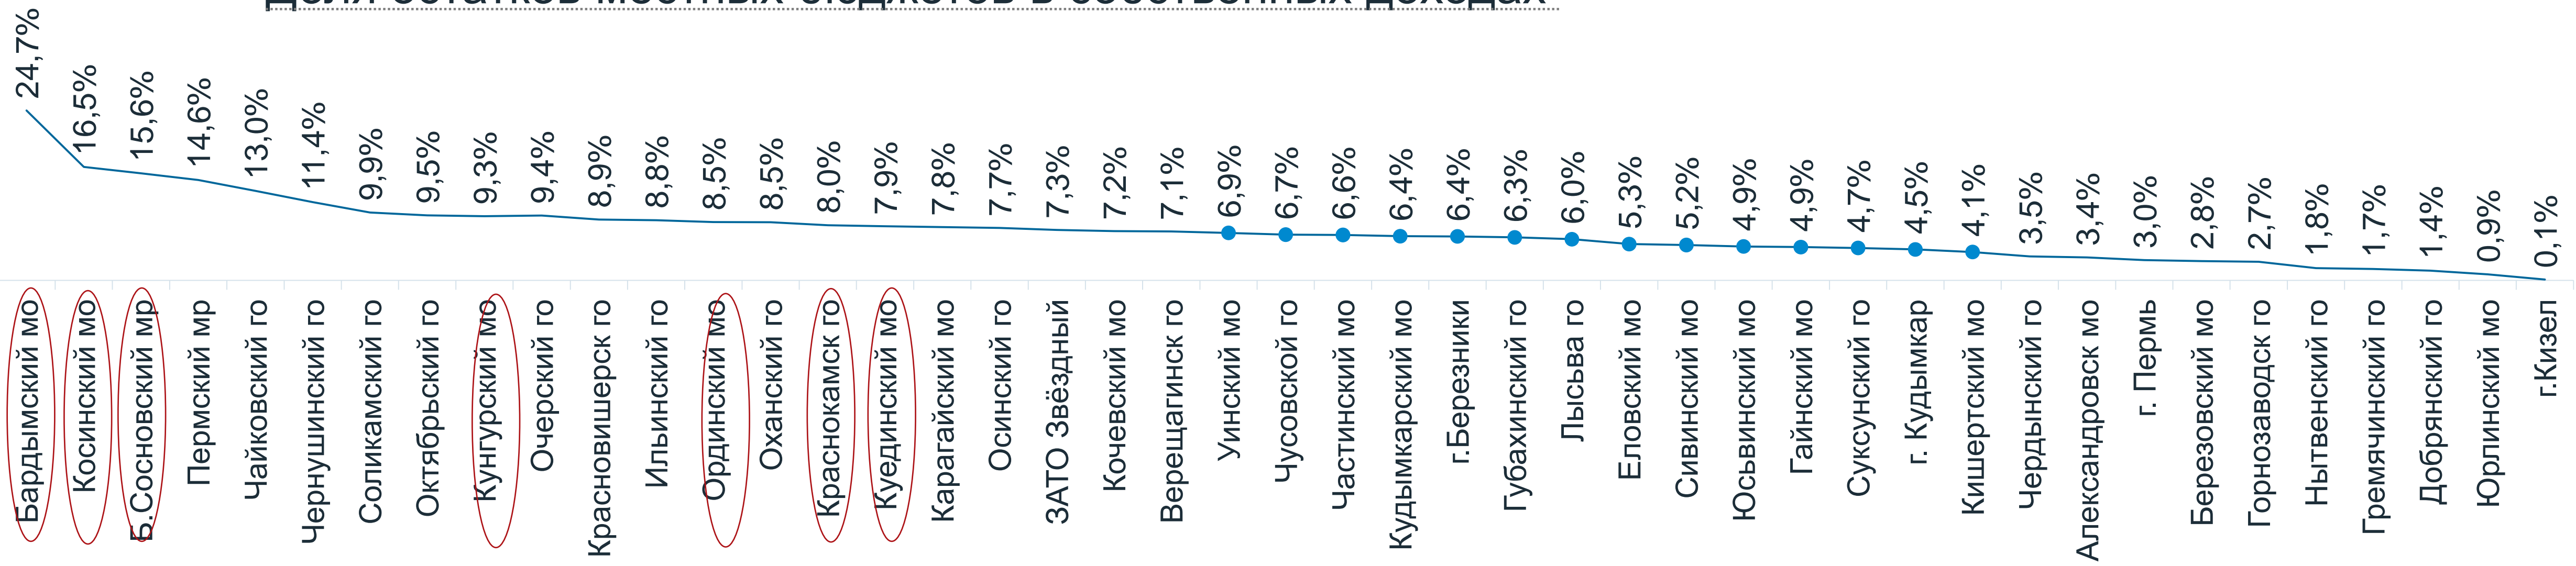 Доля остатков местных бюджетов в собственных доходах
24,7%
16,5%
15,6%
14,6%
13,0%
11,4%
9,9%
9,5%
9,3%
9,4%
8,9%
8,8%
8,5%
8,5%
8,0%
7,9%
7,8%
7,7%
7,3%
7,2%
7,1%
6,9%
6,7%
6,6%
6,4%
6,4%
6,3%
6,0%
5,3%
5,2%
4,9%
4,9%
4,7%
4,5%
4,1%
3,5%
3,4%
3,0%
2,8%
2,7%
1,8%
1,7%
1,4%
0,9%
0,1%
Бардымский мо
Косинский мо
Б.Сосновский мр
Пермский мр
Чайковский го
Чернушинский го
Соликамский го
Октябрьский го
Кунгурский мо
Очерский го
Красновишерск го
Ильинский го
Ординский мо
Оханский го
Краснокамск го
Куединский мо
Карагайский мо
Осинский го
ЗАТО Звёздный
Кочевский мо
Верещагинск го
Уинский мо
Чусовской го
Частинский мо
Кудымкарский мо
г.Березники
Губахинский го
Лысьва го
Еловский мо
Сивинский мо
Юсьвинский мо
Гайнский мо
Суксунский го
г. Кудымкар
Кишертский мо
Чердынский го
Александровск мо
г. Пермь
Березовский мо
Горнозаводск го
Нытвенский го
Гремячинский го
Добрянский го
Юрлинский мо
г.Кизел